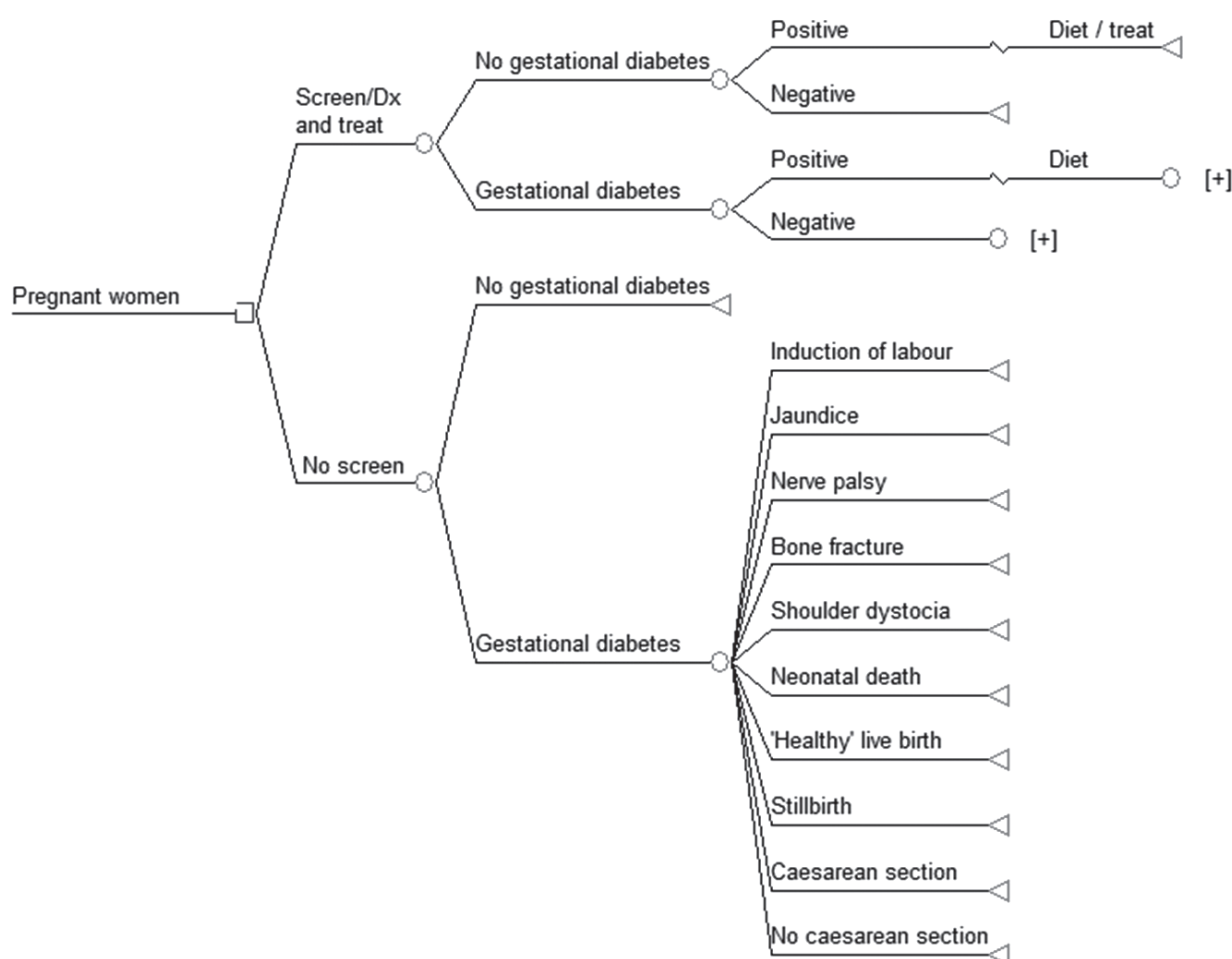 Pregnant women
Screen/Dx
and treat
No gestational diabetes
Positive
Diet / treat
Negative
Gestational diabetes
Positive
Diet
[+]
Negative
[+]
No screen
No gestational diabetes
Gestational diabetes
Induction of labour
Jaundice
Nerve palsy
Bone fracture
Shoulder dystocia
Neonatal death
'Healthy' live birth
Stillbirth
Caesarean section
No caesarean section